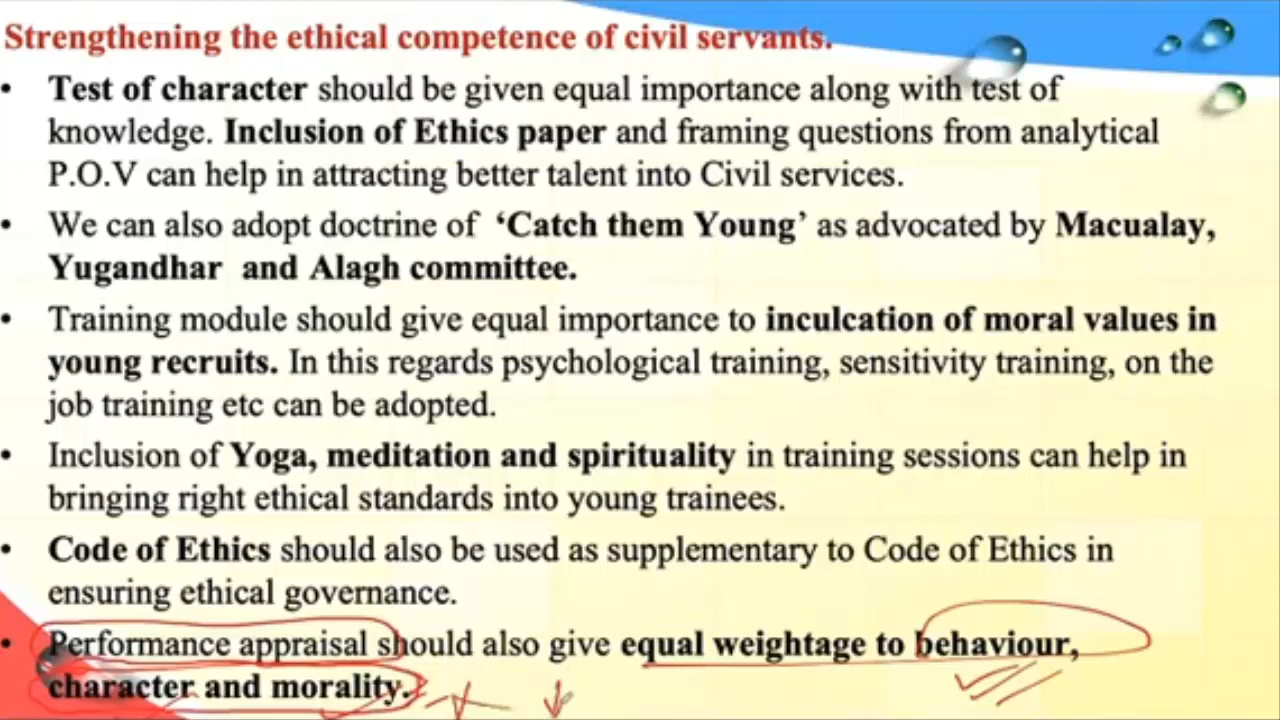 Strengthening the ethical competence of civil servants.
• Test of character should be given equal importance along with test of
knowledge. Inclusion of Ethics paper and framing questions from analytical
P.O.V can help in attracting better talent into Civil services.
• We can also adopt doctrine of ‘Catch them Young’ as advocated by Macualay,
Yugandhar and Alagh committee.
• Training module should give equal importance to inculcation of moral values in
young recruits. In this regards psychological training, sensitivity training, on the
job training etc can be adopted.
• Inclusion of Yoga, meditation and spirituality in training sessions can help in
bringing right ethical standards into young trainees.
• Code of Ethics should also be used as supplementary to Code of Ethics in
ensuring ethical governance.
• Performance appraisal should also give equal weightage to behaviour,
character and morality.